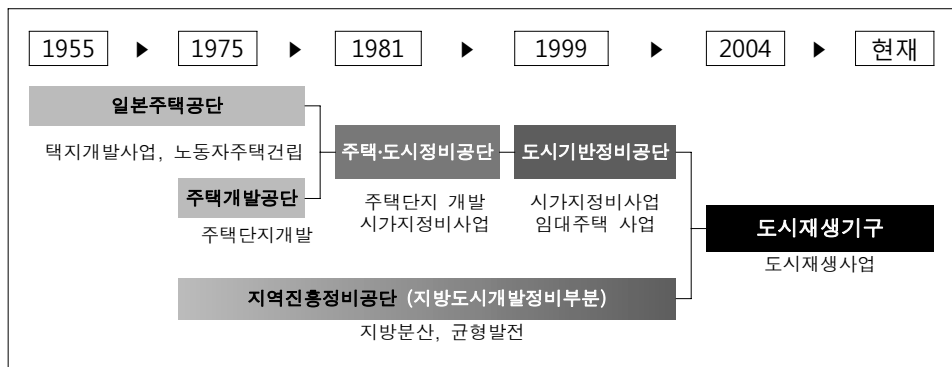 1955 ▶ 1975 ▶ 1981 ▶ 1999 ▶ 2004 ▶ 현재
일본주택공단
택지개발사업, 노동자주택건립
주택·도시정비공단
도시기반정비공단
주택개발공단
주택단지개발
주택단지 개발
시가지정비사업
시가지정비사업
임대주택 사업
도시재생기구
도시재생사업
지역진흥정비공단 (지방도시개발정비부분)
지방분산, 균형발전